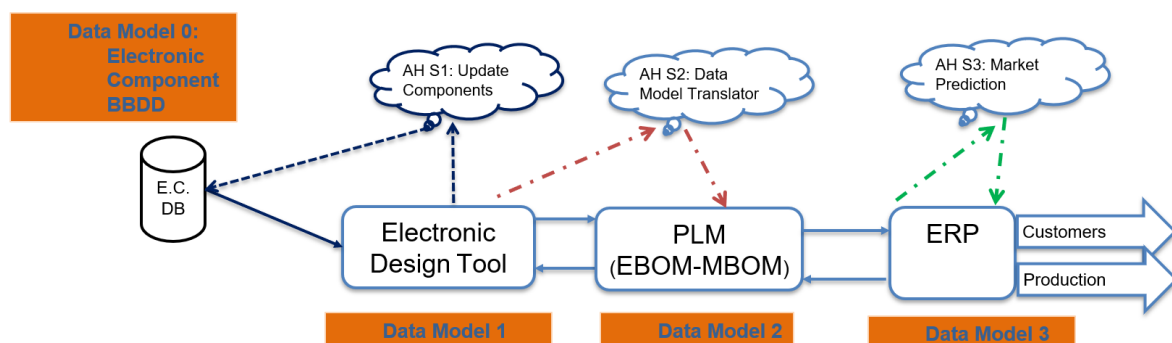 Data Model 0:
Electronic
Component
BBDD
AH S1: Update
Components
AH S2: Data
Model Translator
AH S3: Market
Prediction
E.C.
DB
Electronic
Design Tool
PLM
(EBOM-MBOM)
ERP
Customers
Production
Data Model 1
Data Model 2
Data Model 3